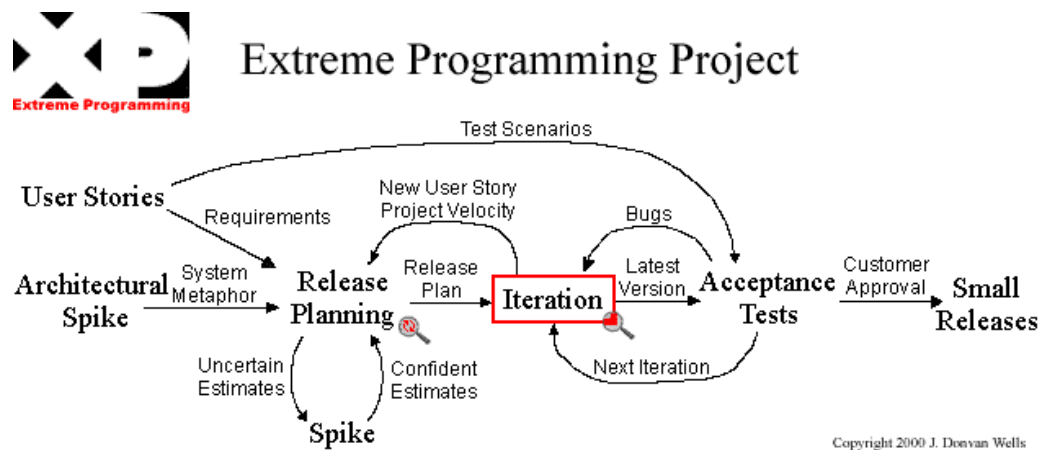 XP
Extreme Programming
Extreme Programming Project
Test Scenarios
User Stories
Requirements
New User Story
Project Velocity
Bugs
Architectural
Spike
System
Metaphor
Release
Planning
Release
Plan
Iteration
Latest
Version
Acceptance
Tests
Customer
Approval
Small
Releases
Uncertain
Estimates
Confident
Estimates
Next Iteration
Spike
Copyright 2000 J. Donvan Wells